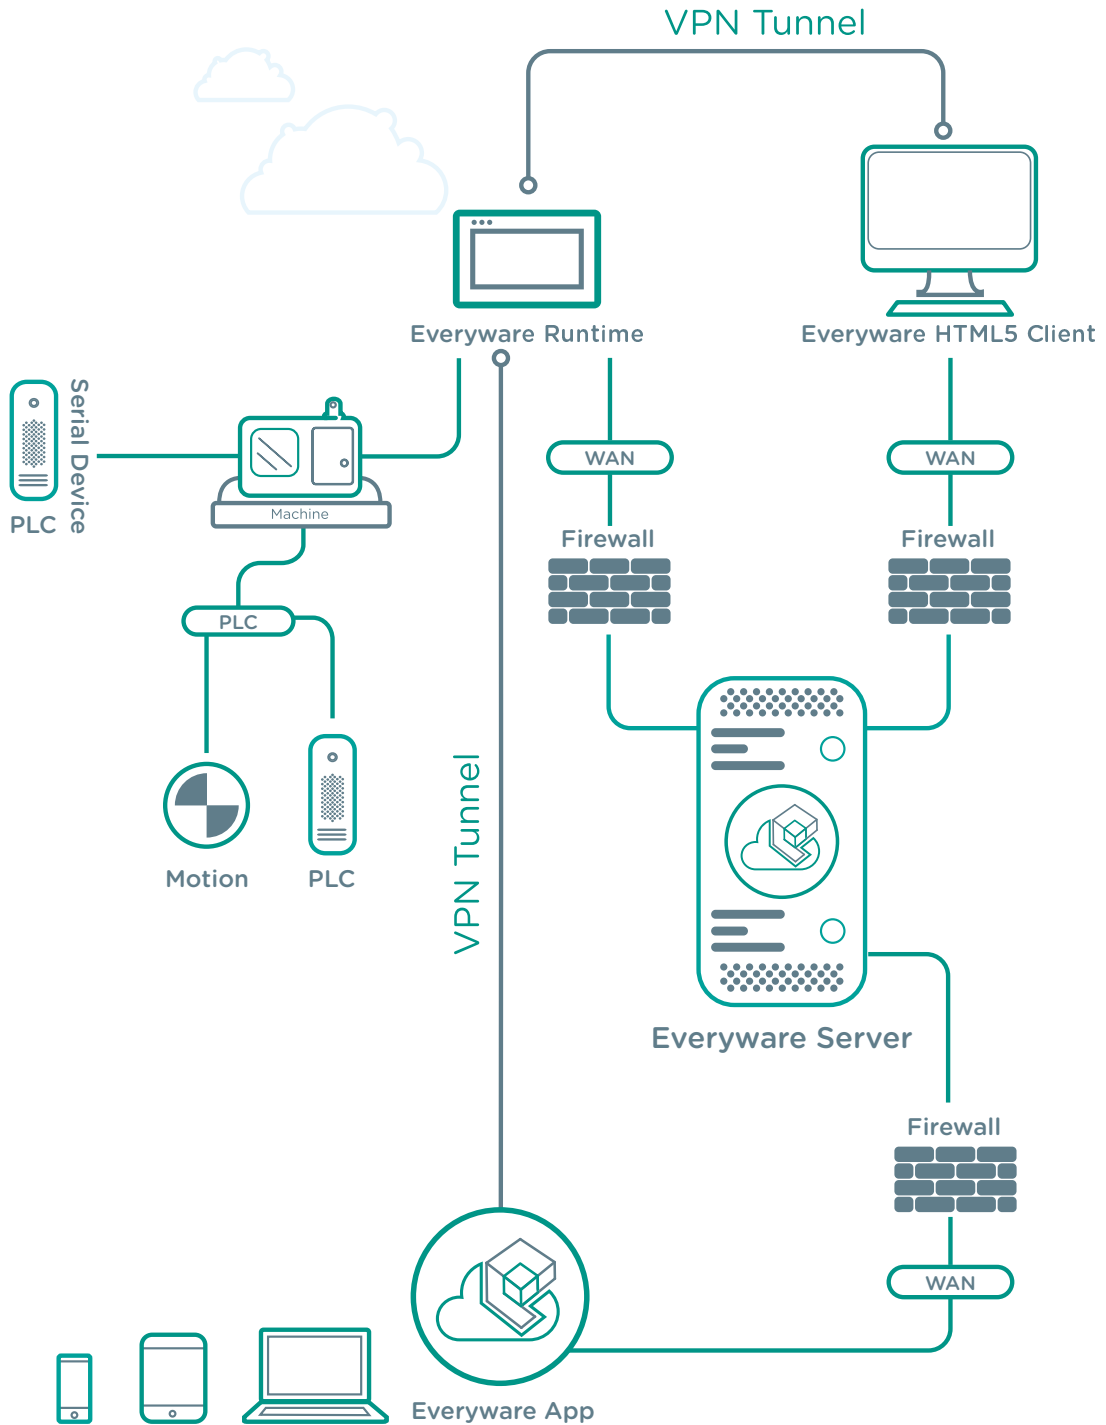 VPN Tunnel
Everyware Runtime
Everyware HTML5 Client
Serial Device
PLC
Machine
WAN
WAN
Firewall
Firewall
PLC
Motion
PLC
VPN Tunnel
Everyware Server
Firewall
WAN
Everyware App